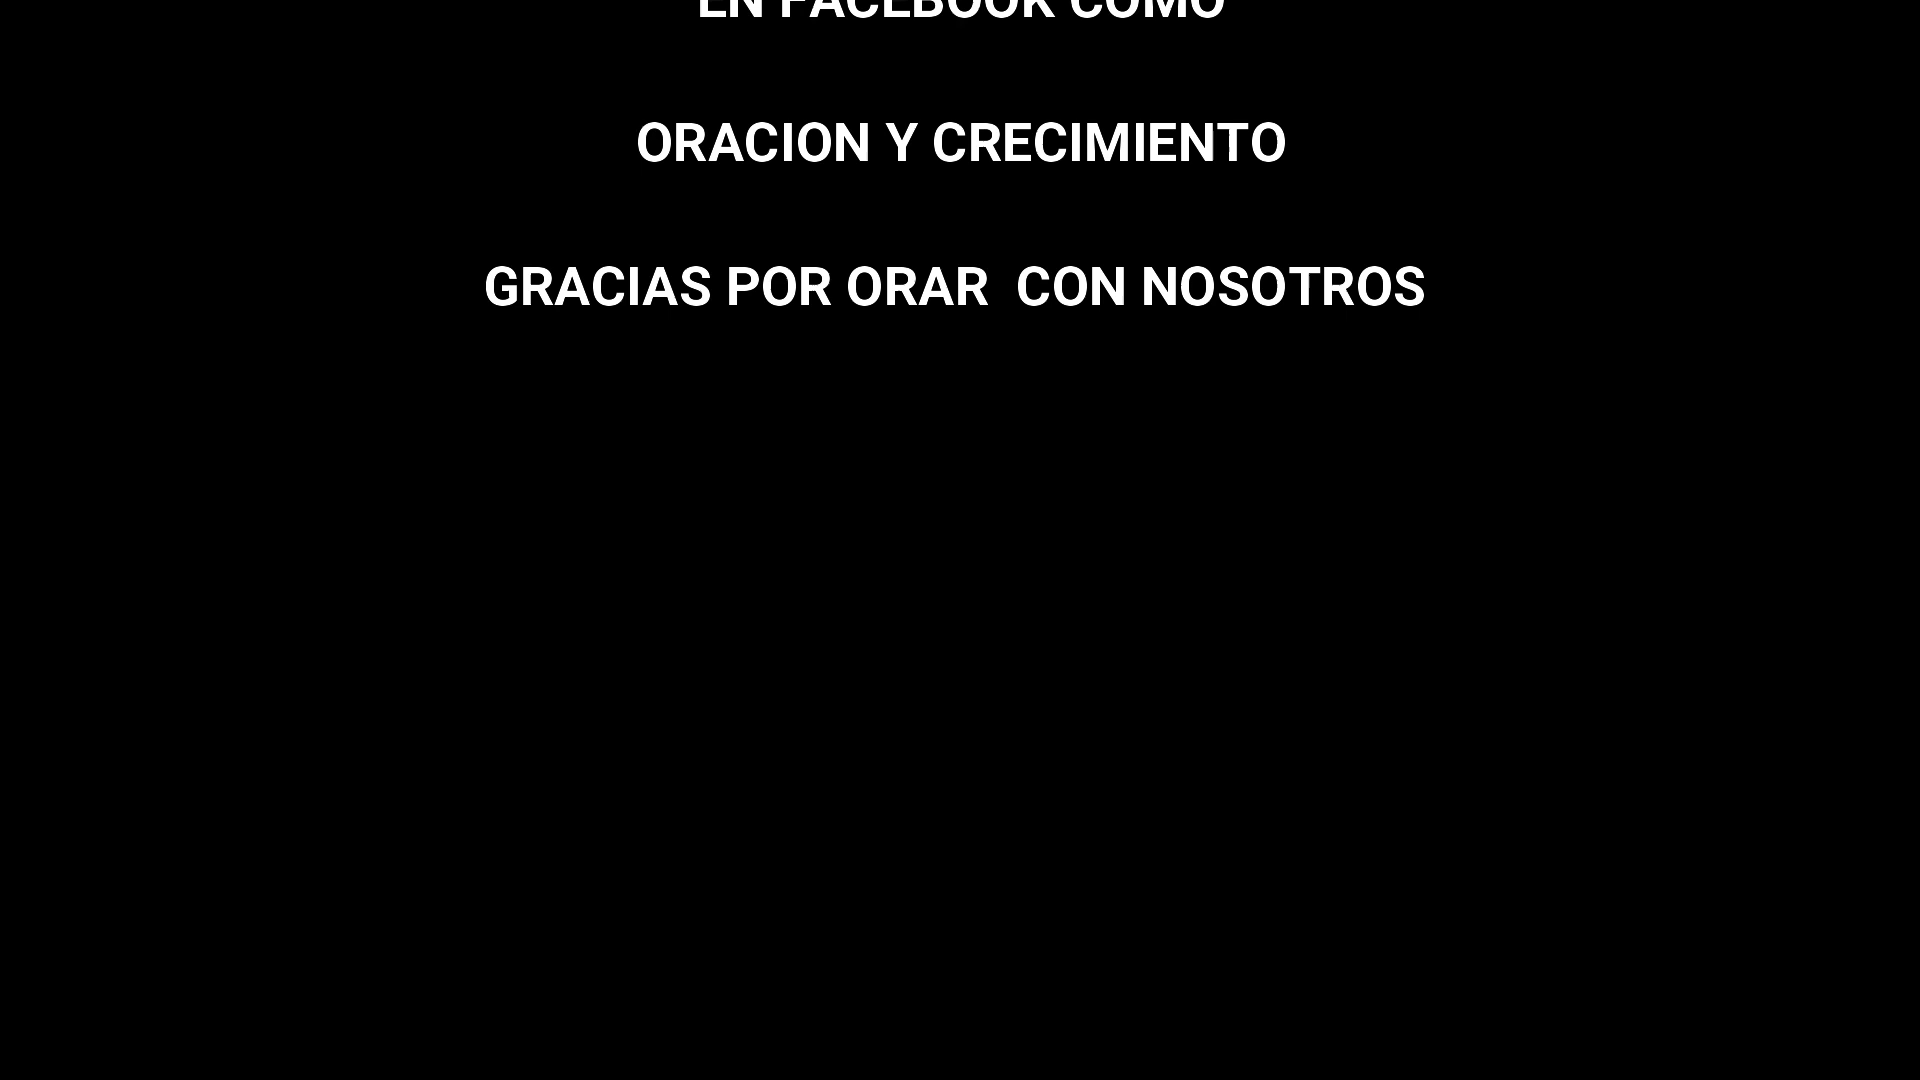 EN FACEBOOK COMO
ORACION Y CRECIMIENTO
GRACIAS POR ORAR  CON NOSOTROS